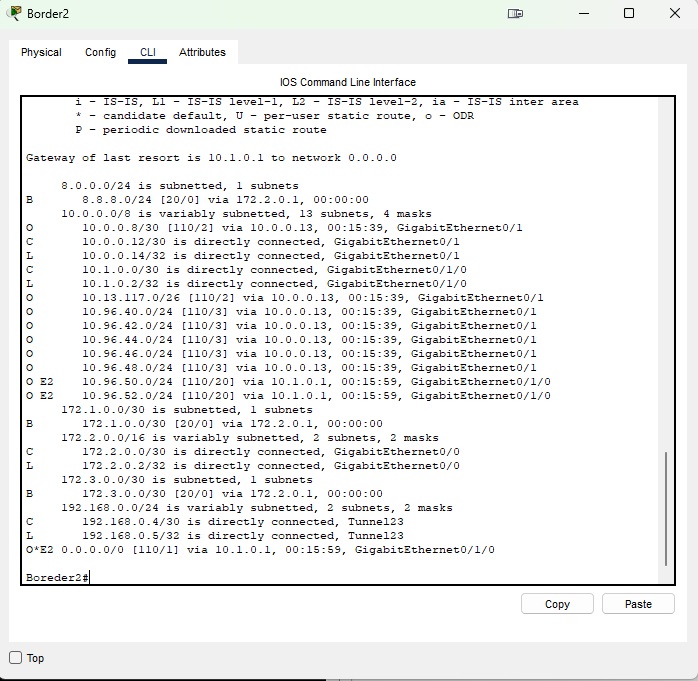 Border2
Physical Config CLI Attributes
IOS Command Line Interface
i - IS-IS, L1 - IS-IS level-1, L2 - IS-IS level-2, ia - IS-IS inter area
* - candidate default, U - per-user static route, o - ODR
P - periodic downloaded static route
Gateway of last resort is 10.1.0.1 to network 0.0.0.0
8.0.0.0/24 is subnetted, 1 subnets
B 8.8.8.0/24 [20/0] via 172.2.0.1, 00:00:00
10.0.0.0/8 is variably subnetted, 13 subnets, 4 masks
O 10.0.0.8/30 [110/2] via 10.0.0.13, 00:15:39, GigabitEthernet0/1
C 10.0.0.12/30 is directly connected, GigabitEthernet0/1
L 10.0.0.14/32 is directly connected, GigabitEthernet0/1
C 10.1.0.0/30 is directly connected, GigabitEthernet0/1/0
L 10.1.0.2/32 is directly connected, GigabitEthernet0/1/0
O 10.13.117.0/26 [110/2] via 10.0.0.13, 00:15:39, GigabitEthernet0/1
O 10.96.40.0/24 [110/3] via 10.0.0.13, 00:15:39, GigabitEthernet0/1
O 10.96.42.0/24 [110/3] via 10.0.0.13, 00:15:39, GigabitEthernet0/1
O 10.96.44.0/24 [110/3] via 10.0.0.13, 00:15:39, GigabitEthernet0/1
O 10.96.46.0/24 [110/3] via 10.0.0.13, 00:15:39, GigabitEthernet0/1
O 10.96.48.0/24 [110/3] via 10.0.0.13, 00:15:39, GigabitEthernet0/1
O E2 10.96.50.0/24 [110/20] via 10.1.0.1, 00:15:59, GigabitEthernet0/1/0
O E2 10.96.52.0/24 [110/20] via 10.1.0.1, 00:15:59, GigabitEthernet0/1/0
172.1.0.0/30 is subnetted, 1 subnets
B 172.1.0.0/30 [20/0] via 172.2.0.1, 00:00:00
172.2.0.0/16 is variably subnetted, 2 subnets, 2 masks
C 172.2.0.0/30 is directly connected, GigabitEthernet0/0
L 172.2.0.2/32 is directly connected, GigabitEthernet0/0
172.3.0.0/30 is subnetted, 1 subnets
B 172.3.0.0/30 [20/0] via 172.2.0.1, 00:00:00
192.168.0.0/24 is variably subnetted, 2 subnets, 2 masks
C 192.168.0.4/30 is directly connected, Tunnel23
L 192.168.0.5/32 is directly connected, Tunnel23
O*E2 0.0.0.0/0 [110/1] via 10.1.0.1, 00:15:59, GigabitEthernet0/1/0
Boreder2#
Copy Paste
Top